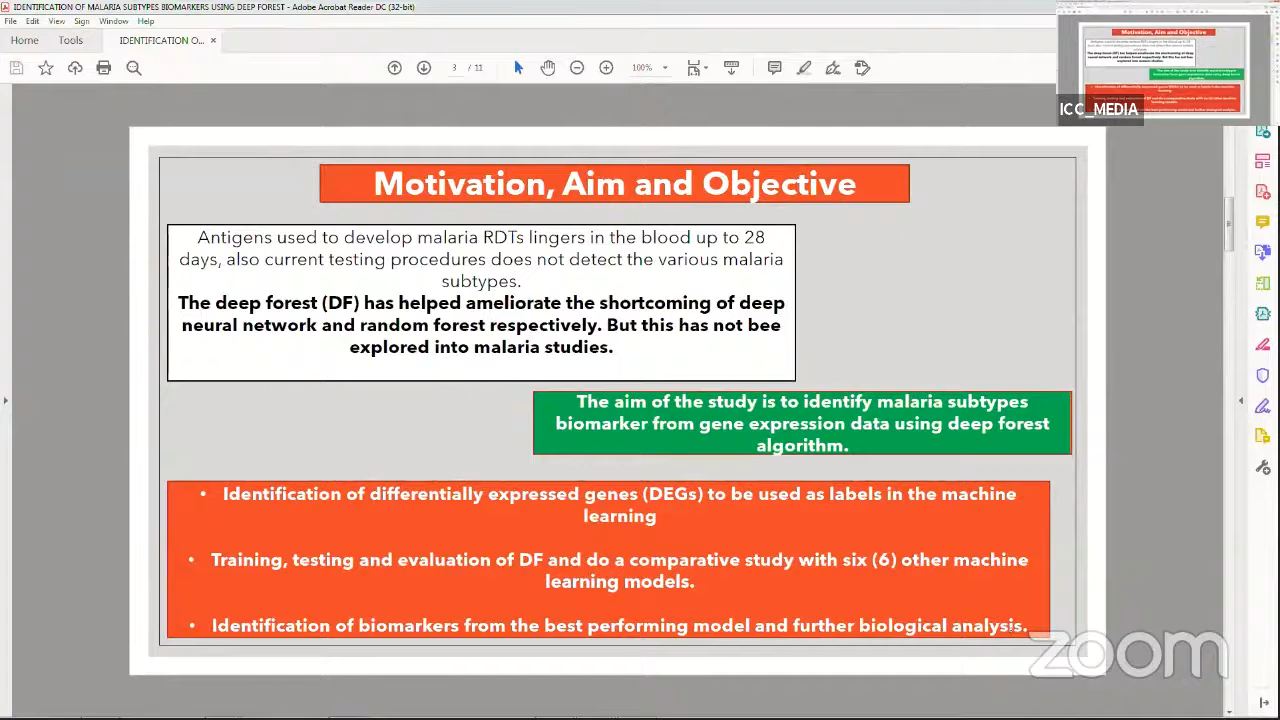 IDENTIFICATION OF MALARIA SUBTYPES BIOMARKERS USING DEEP FOREST - Adobe Acrobat Reader DC (32-bit)
File Edit View Sign Window Help
Home Tools IDENTIFICATION O... ×
ICC_MEDIA
Motivation, Aim and Objective
Antigens used to develop malaria RDTs lingers in the blood up to 28
days, also current testing procedures does not detect the various malaria
subtypes.
The deep forest (DF) has helped ameliorate the shortcoming of deep
neural network and random forest respectively. But this has not bee
explored into malaria studies.
The aim of the study is to identify malaria subtypes
biomarker from gene expression data using deep forest
algorithm.
• Identification of differentially expressed genes (DEGs) to be used as labels in the machine
learning
• Training, testing and evaluation of DF and do a comparative study with six (6) other machine
learning models.
• Identification of biomarkers from the best performing model and further biological analysis.
zoom